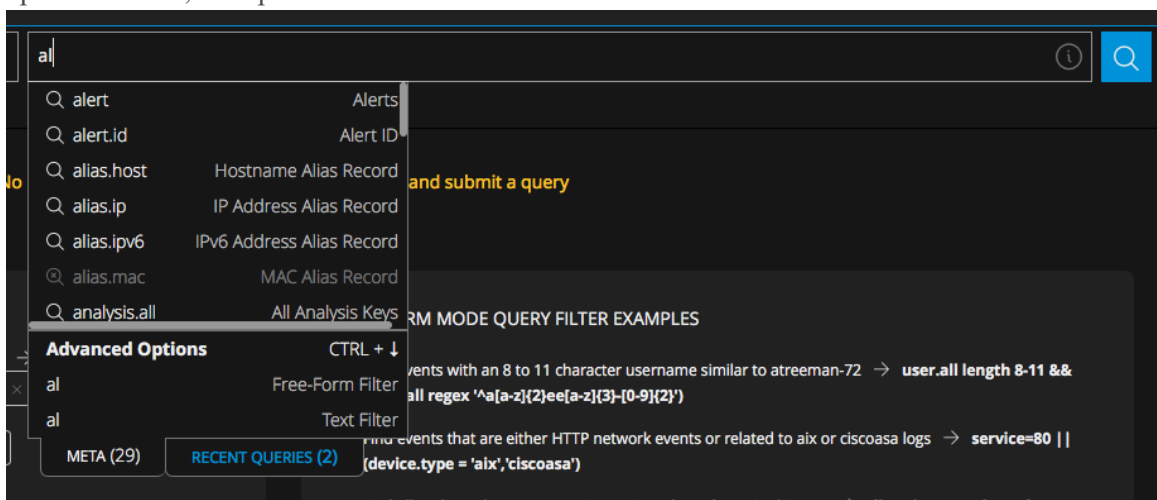 al
alert Alerts
alert.id Alert ID
alias.host Hostname Alias Record
and submit a query
alias.ip IP Address Alias Record
alias.ipv6 IPv6 Address Alias Record
alias.mac MAC Alias Record
analysis.all All Analysis Keys
RM MODE QUERY FILTER EXAMPLES
Advanced Options CTRL + ↓
al Free-Form Filter
al Text Filter
vents with an 8 to 11 character username similar to atreeman-72 → user.all length 8-11 &&
all regex '^a[a-z]{2}ee[a-z]{3}-[0-9]{2}')
Find events that are either HTTP network events or related to aix or ciscoasa logs → service=80 ||
(device.type = 'aix','ciscoasa')
META (29) RECENT QUERIES (2)